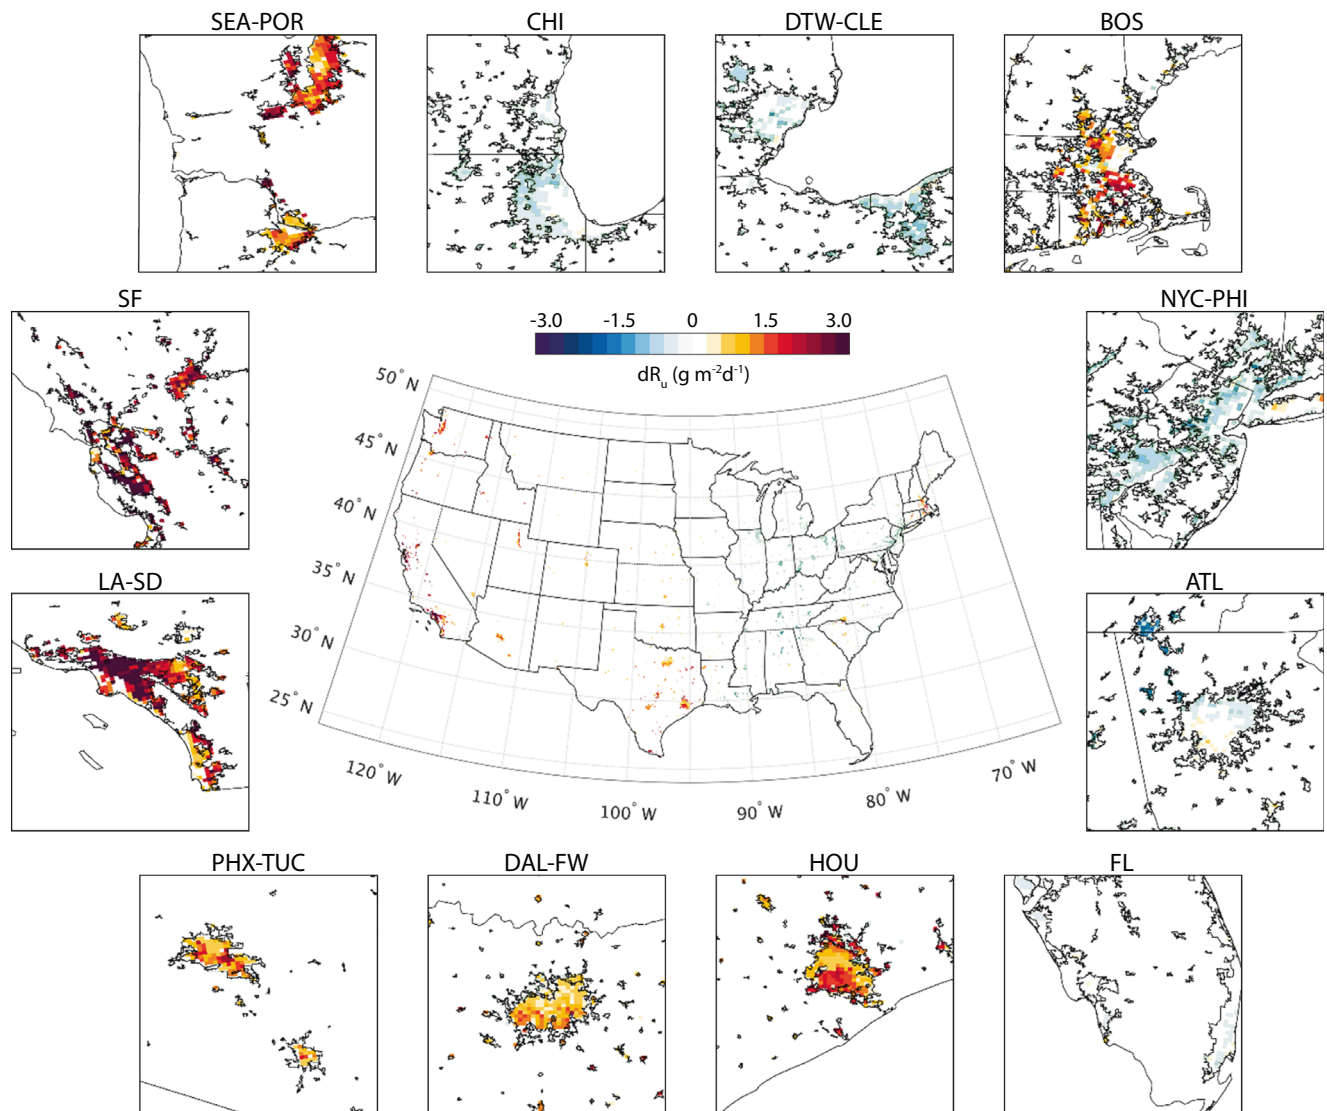 SEA-POR
CHI
DTW-CLE
BOS
SF
NYC-PHI
-3.0 -1.5 0 1.5 3.0
dRᵤ (g m⁻²d⁻¹)
50° N
45° N
40° N
35° N
30° N
25° N
120° W
110° W
100° W
90° W
80° W
70° W
LA-SD
ATL
PHX-TUC
DAL-FW
HOU
FL